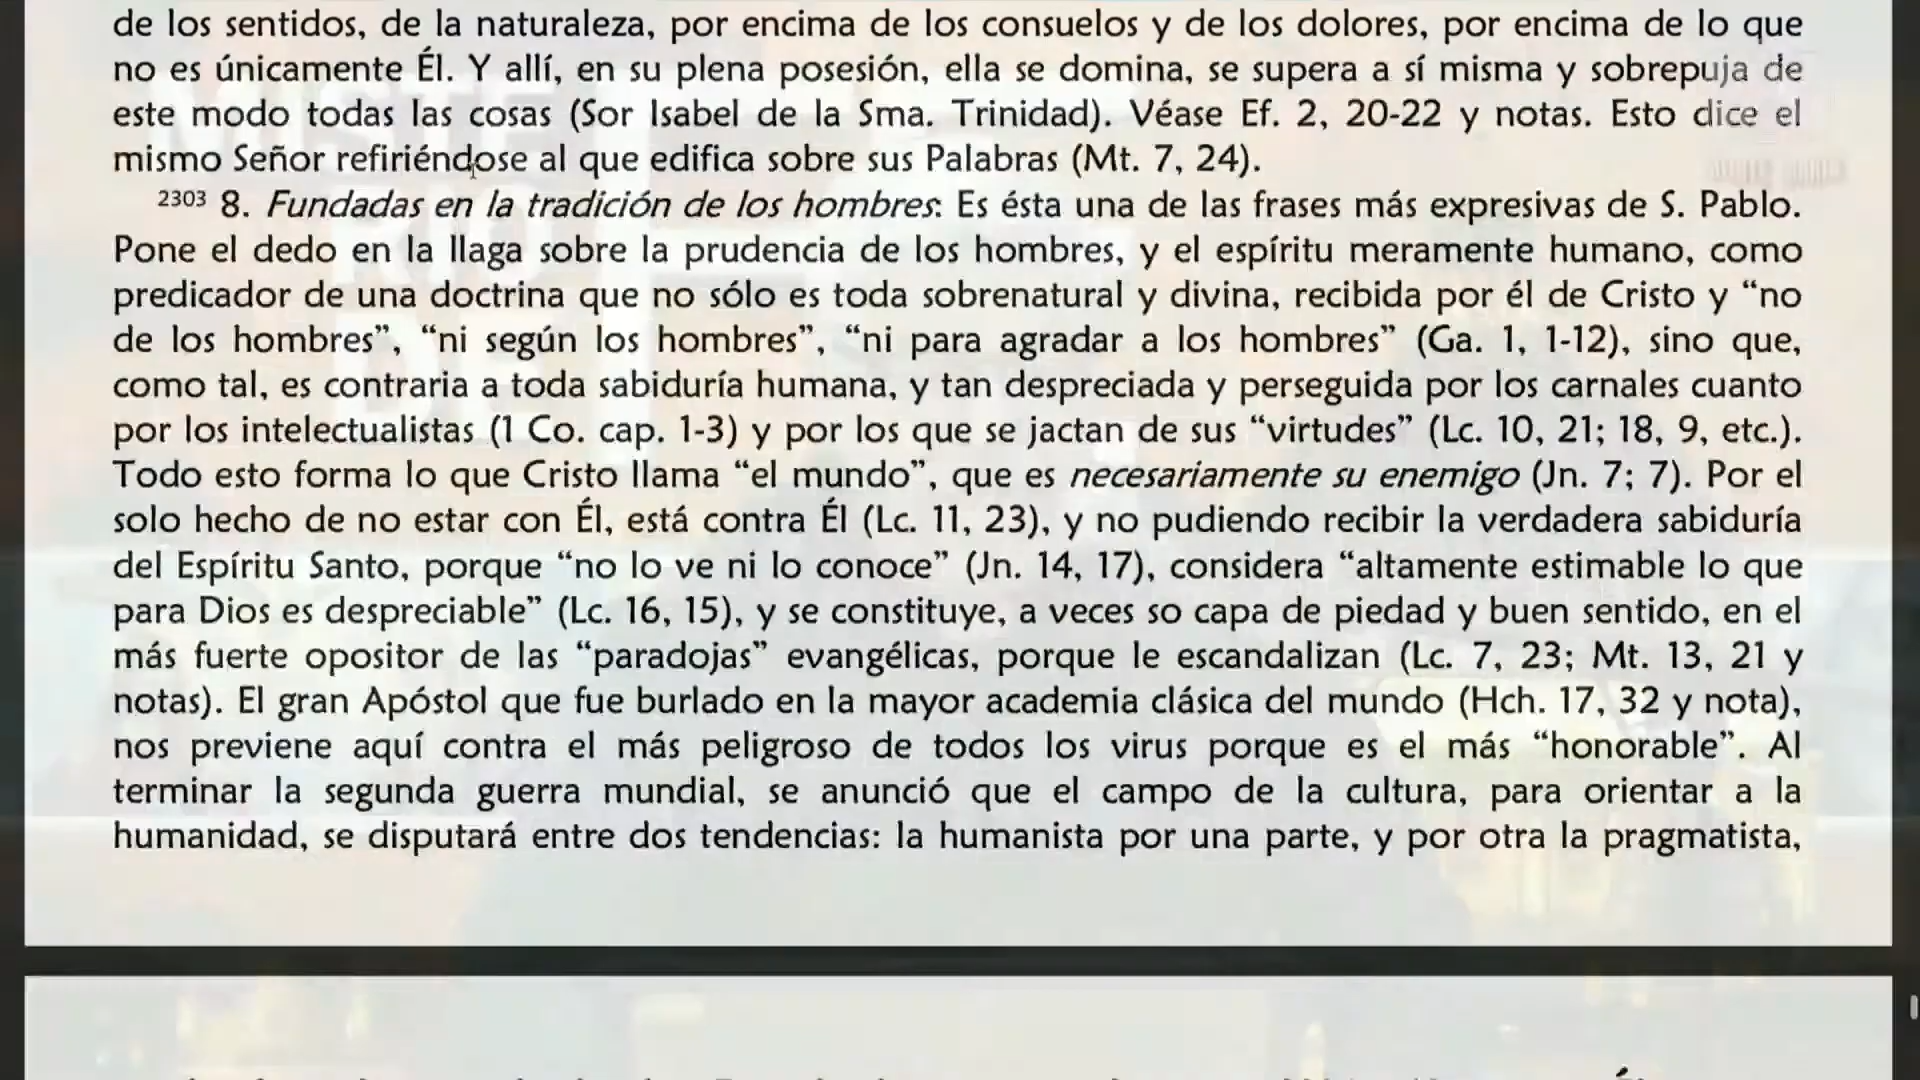 de los sentidos, de la naturaleza, por encima de los consuelos y de los dolores, por encima de lo que
no es únicamente Él. Y allí, en su plena posesión, ella se domina, se supera a sí misma y sobrepuja de
este modo todas las cosas (Sor Isabel de la Sma. Trinidad). Véase Ef. 2, 20-22 y notas. Esto dice el
mismo Señor refiriéndose al que edifica sobre sus Palabras (Mt. 7, 24).
2303 8. Fundadas en la tradición de los hombres: Es ésta una de las frases más expresivas de S. Pablo.
Pone el dedo en la llaga sobre la prudencia de los hombres, y el espíritu meramente humano, como
predicador de una doctrina que no sólo es toda sobrenatural y divina, recibida por él de Cristo y “no
de los hombres”, “ni según los hombres”, “ni para agradar a los hombres” (Ga. 1, 1-12), sino que,
como tal, es contraria a toda sabiduría humana, y tan despreciada y perseguida por los carnales cuanto
por los intelectualistas (1 Co. cap. 1-3) y por los que se jactan de sus “virtudes” (Lc. 10, 21; 18, 9, etc.).
Todo esto forma lo que Cristo llama “el mundo”, que es necesariamente su enemigo (Jn. 7; 7). Por el
solo hecho de no estar con Él, está contra Él (Lc. 11, 23), y no pudiendo recibir la verdadera sabiduría
del Espíritu Santo, porque “no lo ve ni lo conoce” (Jn. 14, 17), considera “altamente estimable lo que
para Dios es despreciable” (Lc. 16, 15), y se constituye, a veces so capa de piedad y buen sentido, en el
más fuerte opositor de las “paradojas” evangélicas, porque le escandalizan (Lc. 7, 23; Mt. 13, 21 y
notas). El gran Apóstol que fue burlado en la mayor academia clásica del mundo (Hch. 17, 32 y nota),
nos previene aquí contra el más peligroso de todos los virus porque es el más “honorable”. Al
terminar la segunda guerra mundial, se anunció que el campo de la cultura, para orientar a la
humanidad, se disputará entre dos tendencias: la humanista por una parte, y por otra la pragmatista,
MISTE
RIO
DE